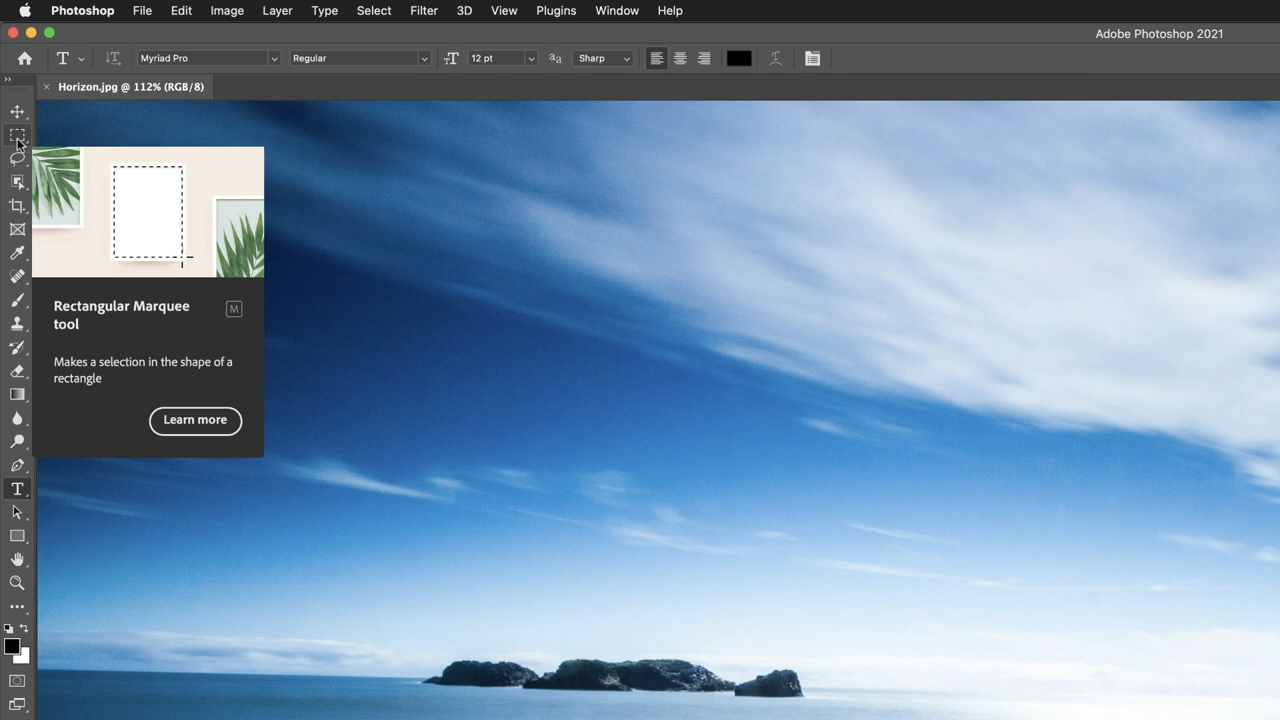 Photoshop File Edit Image Layer Type Select Filter 3D View Plugins Window Help
Adobe Photoshop 2021
T Myriad Pro Regular 12 pt aa Sharp
Horizon.jpg @ 112% (RGB/8)
Rectangular Marquee
tool
M
Makes a selection in the shape of a
rectangle
Learn more
T